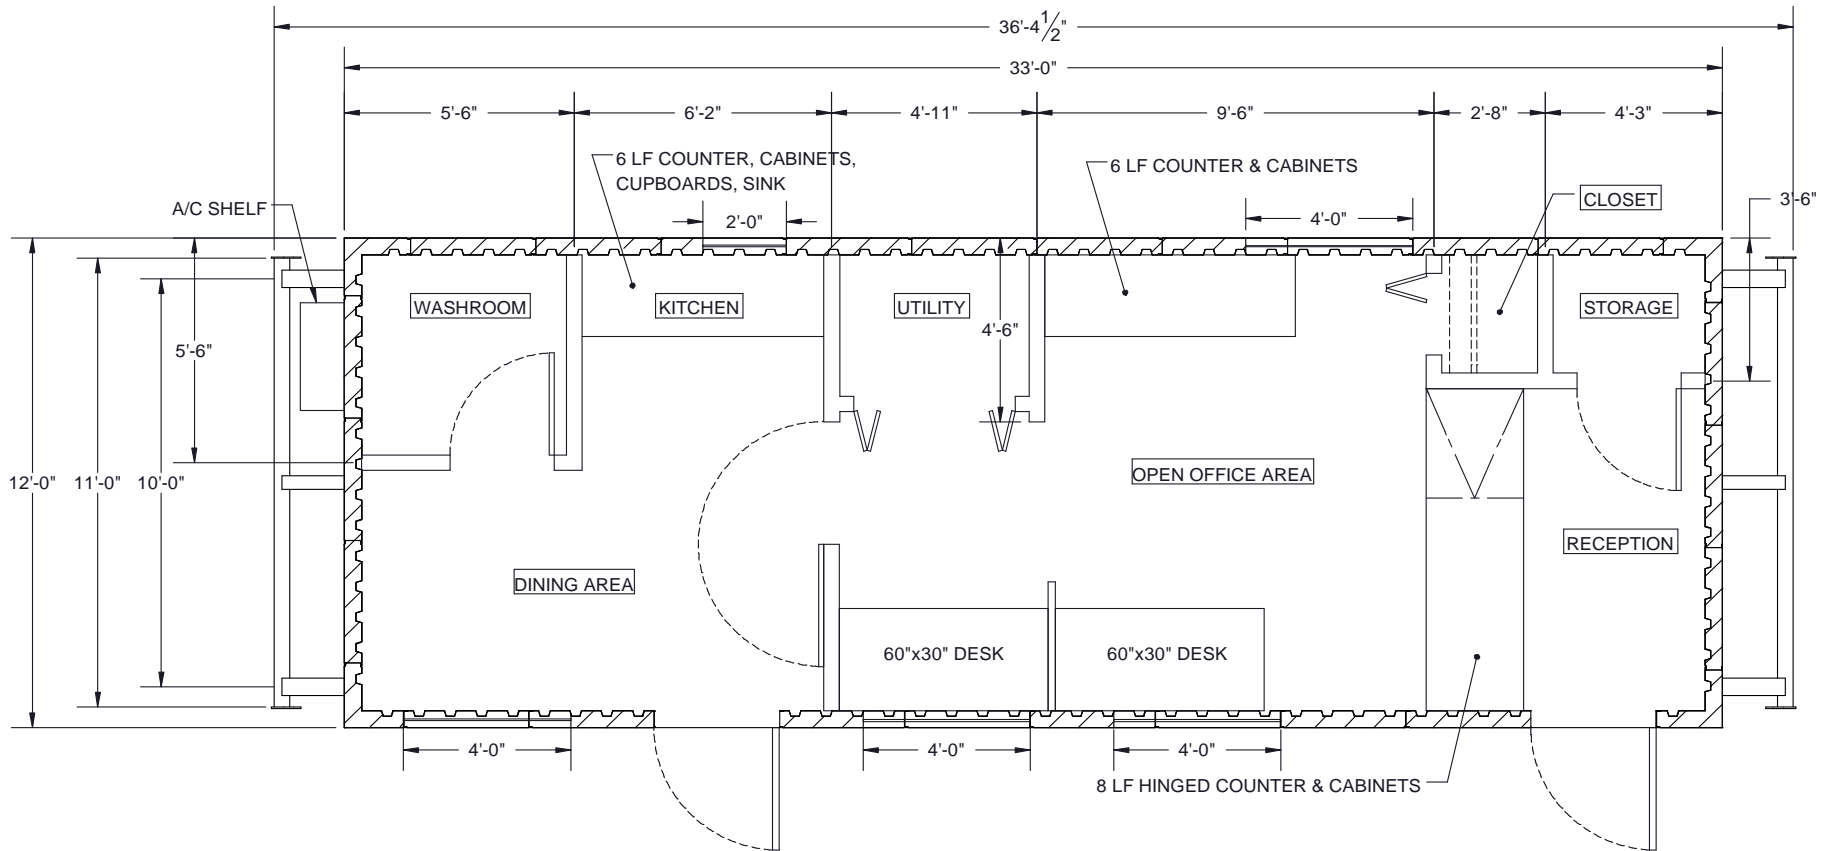 36'-4 1/2"
33'-0"
5'-6"
6'-2"
4'-11"
9'-6"
2'-8"
4'-3"
6 LF COUNTER, CABINETS,
CUPBOARDS, SINK
6 LF COUNTER & CABINETS
A/C SHELF
2'-0"
4'-0"
CLOSET
3'-6"
WASHROOM
KITCHEN
UTILITY
STORAGE
4'-6"
5'-6"
12'-0"
11'-0"
10'-0"
OPEN OFFICE AREA
RECEPTION
DINING AREA
60"x30" DESK
60"x30" DESK
4'-0"
4'-0"
4'-0"
8 LF HINGED COUNTER & CABINETS